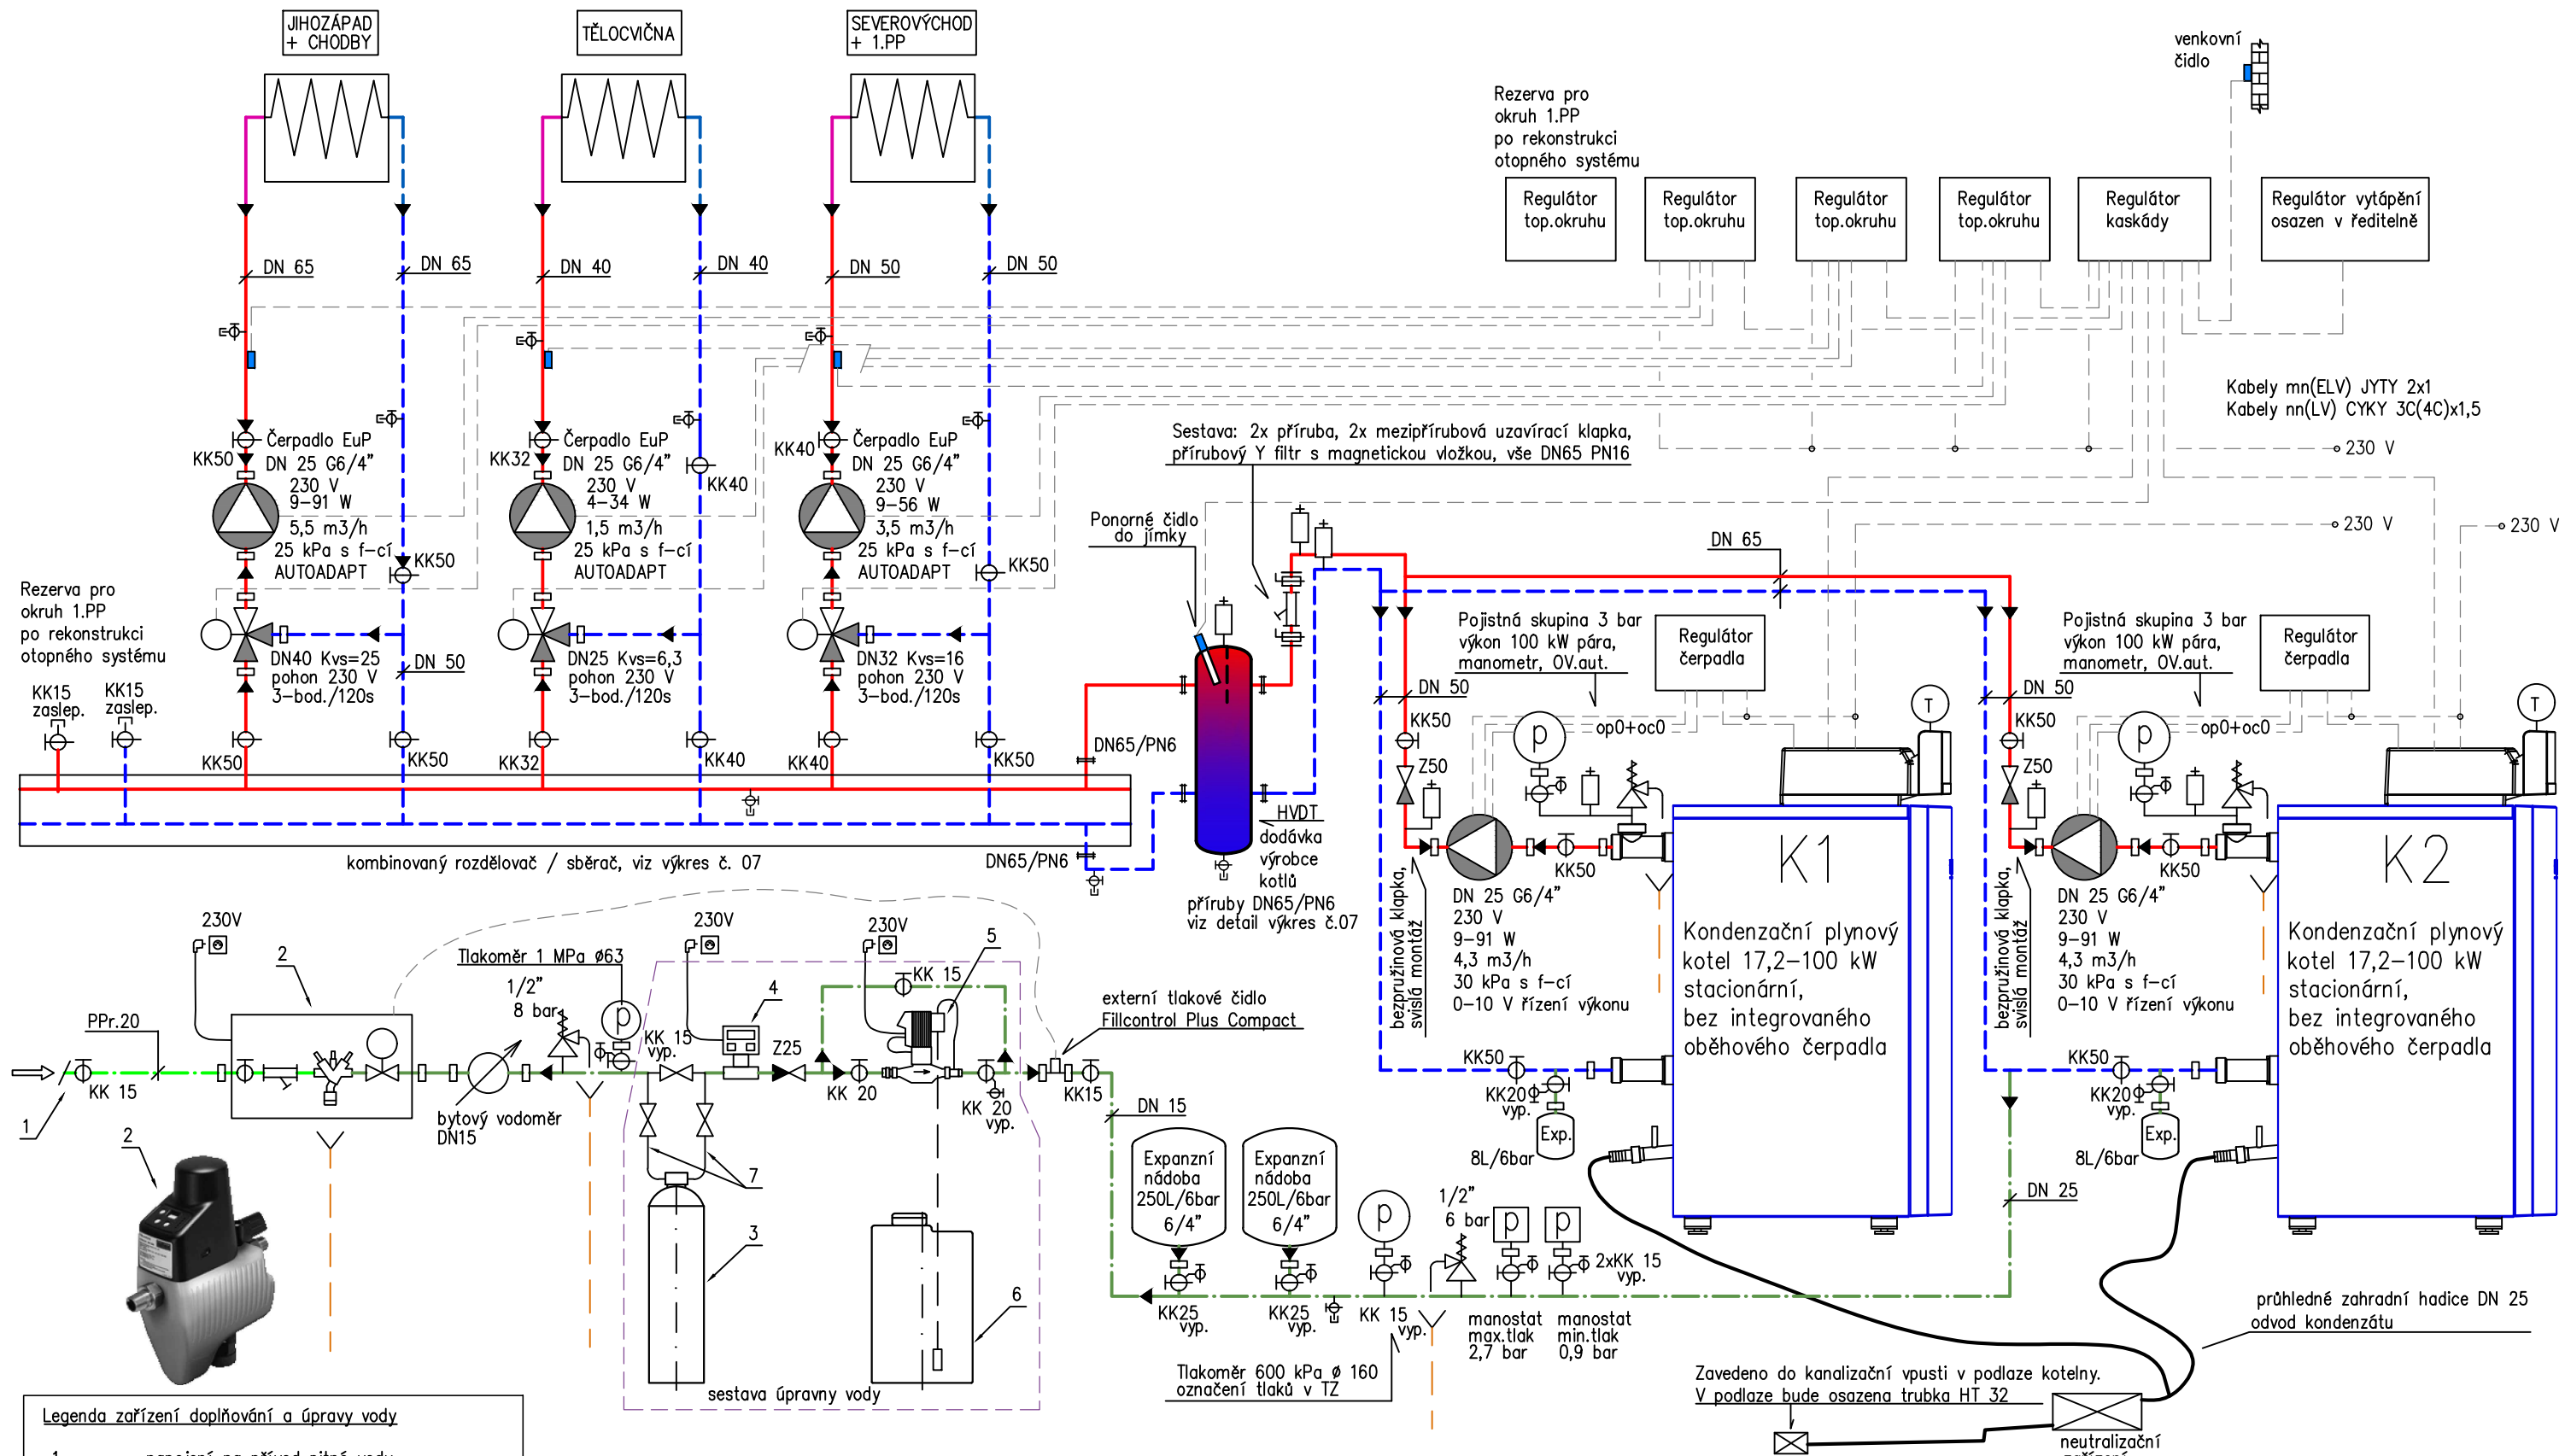 JIHOZÁPAD
+ CHODBY
TĚLOCVIČNA
SEVEROVÝCHOD
+ 1.PP
venkovní
čidlo
Rezerva pro
okruh 1.PP
po rekonstrukci
otopného systému
Regulátor
top.okruhu
Regulátor
top.okruhu
Regulátor
top.okruhu
Regulátor
top.okruhu
Regulátor
kaskády
Regulátor vytápění
osazen v ředitelně
DN 65
DN 65
DN 40
DN 40
DN 50
DN 50
Kabely mn(ELV) JYTY 2x1
Kabely nn(LV) CYKY 3C(4C)x1,5
230 V
230 V
230 V
Sestava: 2x příruba, 2x mezipřírubová uzavírací klapka,
přírubový Y filtr s magnetickou vložkou, vše DN65 PN16
KK50
Čerpadlo EuP
DN 25 G6/4"
230 V
9-91 W
5,5 m3/h
25 kPa s f-cí
AUTOADAPT
KK50
KK32
Čerpadlo EuP
DN 25 G6/4"
230 V
4-34 W
1,5 m3/h
25 kPa s f-cí
AUTOADAPT
KK40
KK40
Čerpadlo EuP
DN 25 G6/4"
230 V
9-56 W
3,5 m3/h
25 kPa s f-cí
AUTOADAPT
KK50
Ponorné čidlo
do jímky
DN 65
Rezerva pro
okruh 1.PP
po rekonstrukci
otopného systému
KK15
zaslep.
KK15
zaslep.
DN40 Kvs=25
pohon 230 V
3-bod./120s
DN 50
DN25 Kvs=6,3
pohon 230 V
3-bod./120s
DN32 Kvs=16
pohon 230 V
3-bod./120s
KK50
KK50
KK32
KK40
KK40
KK50
DN65/PN6
DN65/PN6
kombinovaný rozdělovač / sběrač, viz výkres č. 07
HVDT
dodávka
výrobce
kotlů
příruby DN65/PN6
viz detail výkres č.07
Pojistná skupina 3 bar
výkon 100 kW pára,
manometr, OV.aut.
Regulátor
čerpadla
DN 50
KK50
Z50
p
op0+oc0
T
KK50
K1
DN 25 G6/4"
230 V
9-91 W
4,3 m3/h
30 kPa s f-cí
0-10 V řízení výkonu
bezpružinová klapka,
svislá montáž
Kondenzační plynový
kotel 17,2-100 kW
stacionární,
bez integrovaného
oběhového čerpadla
KK50
KK20
vyp.
Exp.
8L/6bar
Pojistná skupina 3 bar
výkon 100 kW pára,
manometr, OV.aut.
Regulátor
čerpadla
DN 50
KK50
Z50
p
op0+oc0
T
KK50
K2
DN 25 G6/4"
230 V
9-91 W
4,3 m3/h
30 kPa s f-cí
0-10 V řízení výkonu
bezpružinová klapka,
svislá montáž
Kondenzační plynový
kotel 17,2-100 kW
stacionární,
bez integrovaného
oběhového čerpadla
KK50
KK20
vyp.
Exp.
8L/6bar
DN 25
230V
2
Tlakoměr 1 MPa ø63
1/2"
8 bar
p
230V
4
230V
5
KK 15
externí tlakové čidlo
Fillcontrol Plus Compact
PPr.20
KK 15
1
bytový vodoměr
DN15
KK 15
vyp.
Z25
KK 20
KK 20
vyp.
KK15
DN 15
2
7
3
6
sestava úpravny vody
Expanzní
nádoba
250L/6bar
6/4"
Expanzní
nádoba
250L/6bar
6/4"
p
1/2"
6 bar
p
p
2xKK 15
vyp.
KK25
vyp.
KK25
vyp.
KK 15
vyp.
manostat
max.tlak
2,7 bar
manostat
min.tlak
0,9 bar
Tlakoměr 600 kPa ø 160
označení tlaků v TZ
průhledné zahradní hadice DN 25
odvod kondenzátu
Zavedeno do kanalizační vpusti v podlaze kotelny.
V podlaze bude osazena trubka HT 32
neutralizační
Legenda zařízení doplňování a úpravy vody